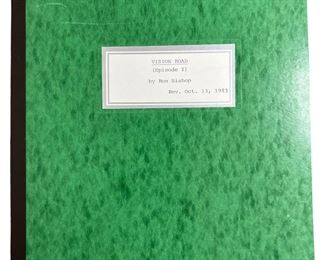 VISION ROAD
(Episode I)
by Ron Bishop
Rev. Oct. 13, 1983